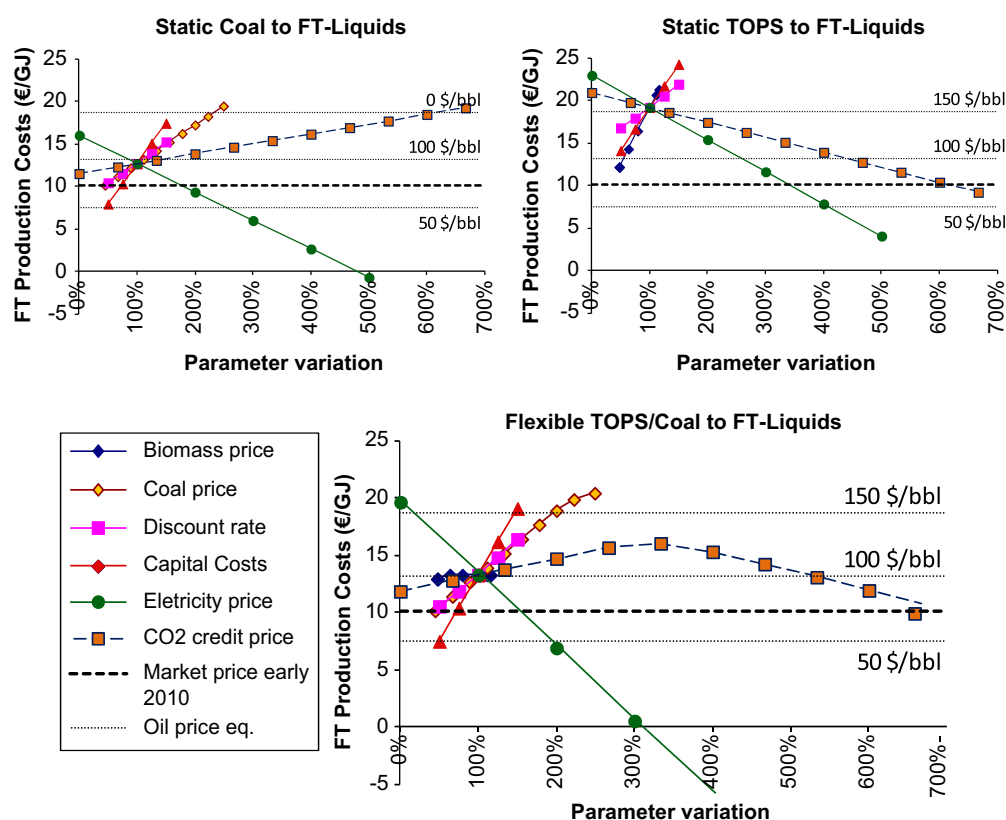 Static Coal to FT-Liquids
FT Production Costs (€/GJ)
25
20
15
10
5
0
-5
0 $/bbl
100 $/bbl
50 $/bbl
0%
100%
200%
300%
400%
500%
600%
700%
Parameter variation
Static TOPS to FT-Liquids
FT Production Costs (€/GJ)
25
20
15
10
5
0
-5
150 $/bbl
100 $/bbl
50 $/bbl
0%
100%
200%
300%
400%
500%
600%
700%
Parameter variation
Biomass price
Coal price
Discount rate
Capital Costs
Eletricity price
CO2 credit price
Market price early
2010
Oil price eq.
Flexible TOPS/Coal to FT-Liquids
FT Production Costs (€/GJ)
25
20
15
10
5
0
-5
150 $/bbl
100 $/bbl
50 $/bbl
0%
100%
200%
300%
400%
500%
600%
700%
Parameter variation